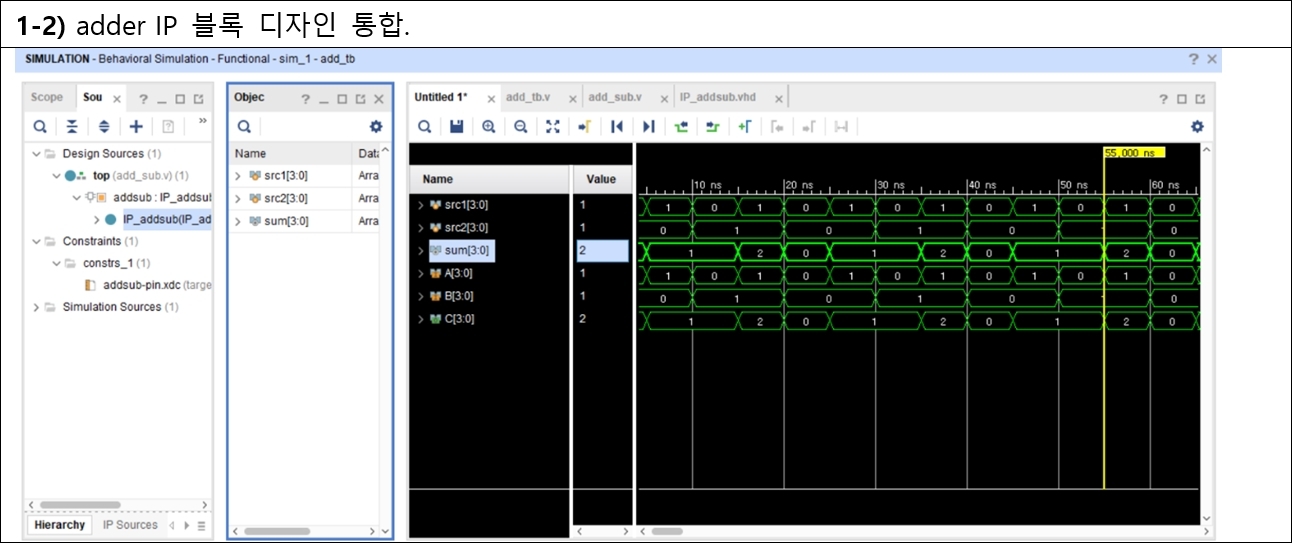 1-2) adder IP 블록 디자인 통합.
SIMULATION - Behavioral Simulation - Functional - sim_1 - add_tb
Scope Sou
Design Sources (1)
top (add_sub.v) (1)
addsub : IP_addsul
IP_addsub(IP_ad
Constraints (1)
constrs_1 (1)
addsub-pin.xdc (targe
Simulation Sources (1)
Hierarchy IP Sources
Objec
Name Data
src1[3:0] Arra
src2[3:0] Arra
sum[3:0] Arra
Untitled 1* add_tb.v add_sub.v IP_addsub.vhd
Name Value
src1[3:0] 1
src2[3:0] 1
sum[3:0] 2
A[3:0] 1
B[3:0] 1
C[3:0] 2
55.000 ns
10 ns 20 ns 30 ns 40 ns 50 ns 60 ns
1 0 1 0 1 0 1 0 1 0 1 0
0 1 0 1 0 1 0
1 2 0 1 2 0 1 2 0
1 0 1 0 1 0 1 0 1 0 1 0
0 1 0 1 0 1 0
1 2 0 1 2 0 1 2 0